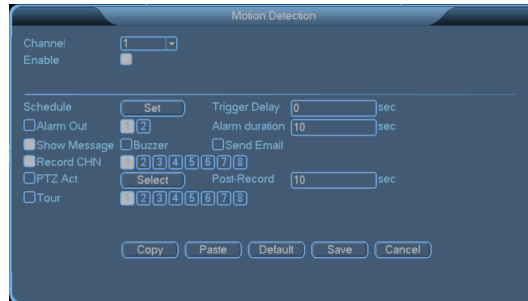 Motion Detection
Channel 1
Enable
Schedule Set Trigger Delay 0 sec
Alarm Out 1 2 Alarm duration 10 sec
Show Message Buzzer Send Email
Record CHN 1 2 3 4 5 6 7 8
PTZ Act Select Post-Record 10 sec
Tour 1 2 3 4 5 6 7 8
Copy Paste Default Save Cancel